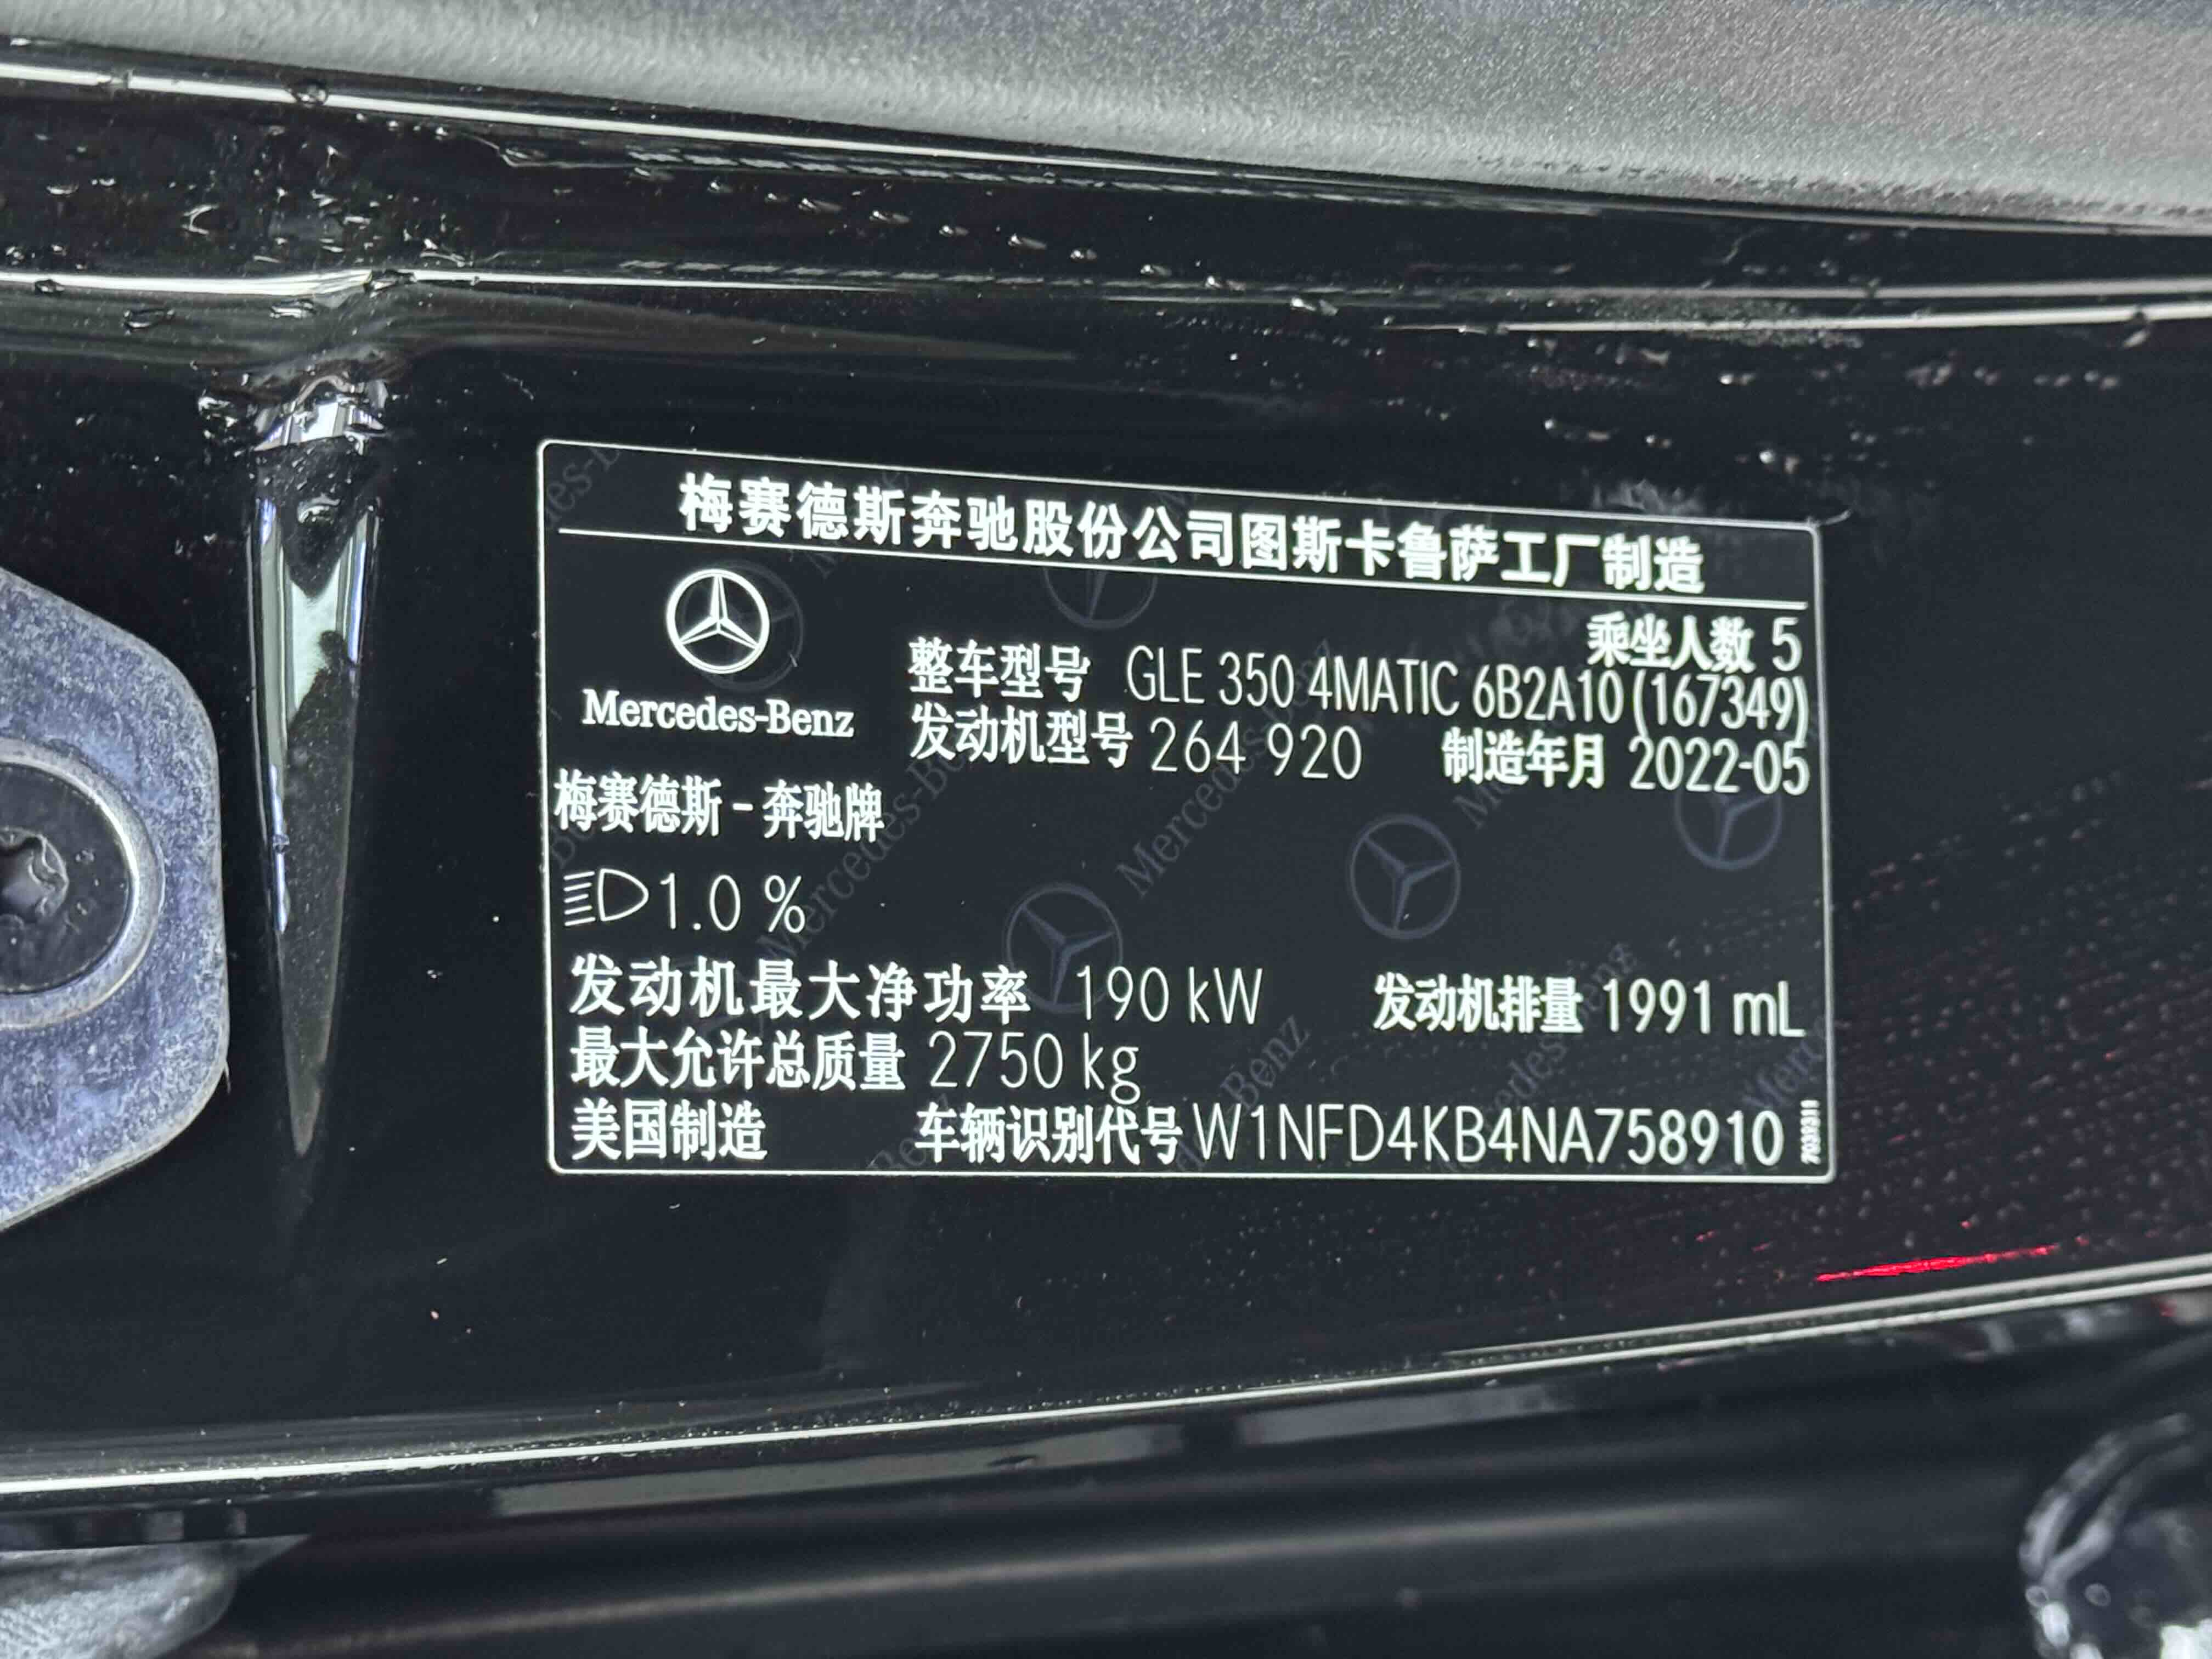 梅赛德斯奔驰股份公司图斯卡鲁萨工厂制造
乘坐人数 5
整车型号 GLE 350 4MATIC 6B2A10 (167349)
Mercedes-Benz
发动机型号 264 920 制造年月 2022-05
梅赛德斯-奔驰牌
1.0 %
发动机最大净功率 190 kW 发动机排量 1991 mL
最大允许总质量 2750 kg
美国制造 车辆识别代号 W1NFD4KB4NA758910